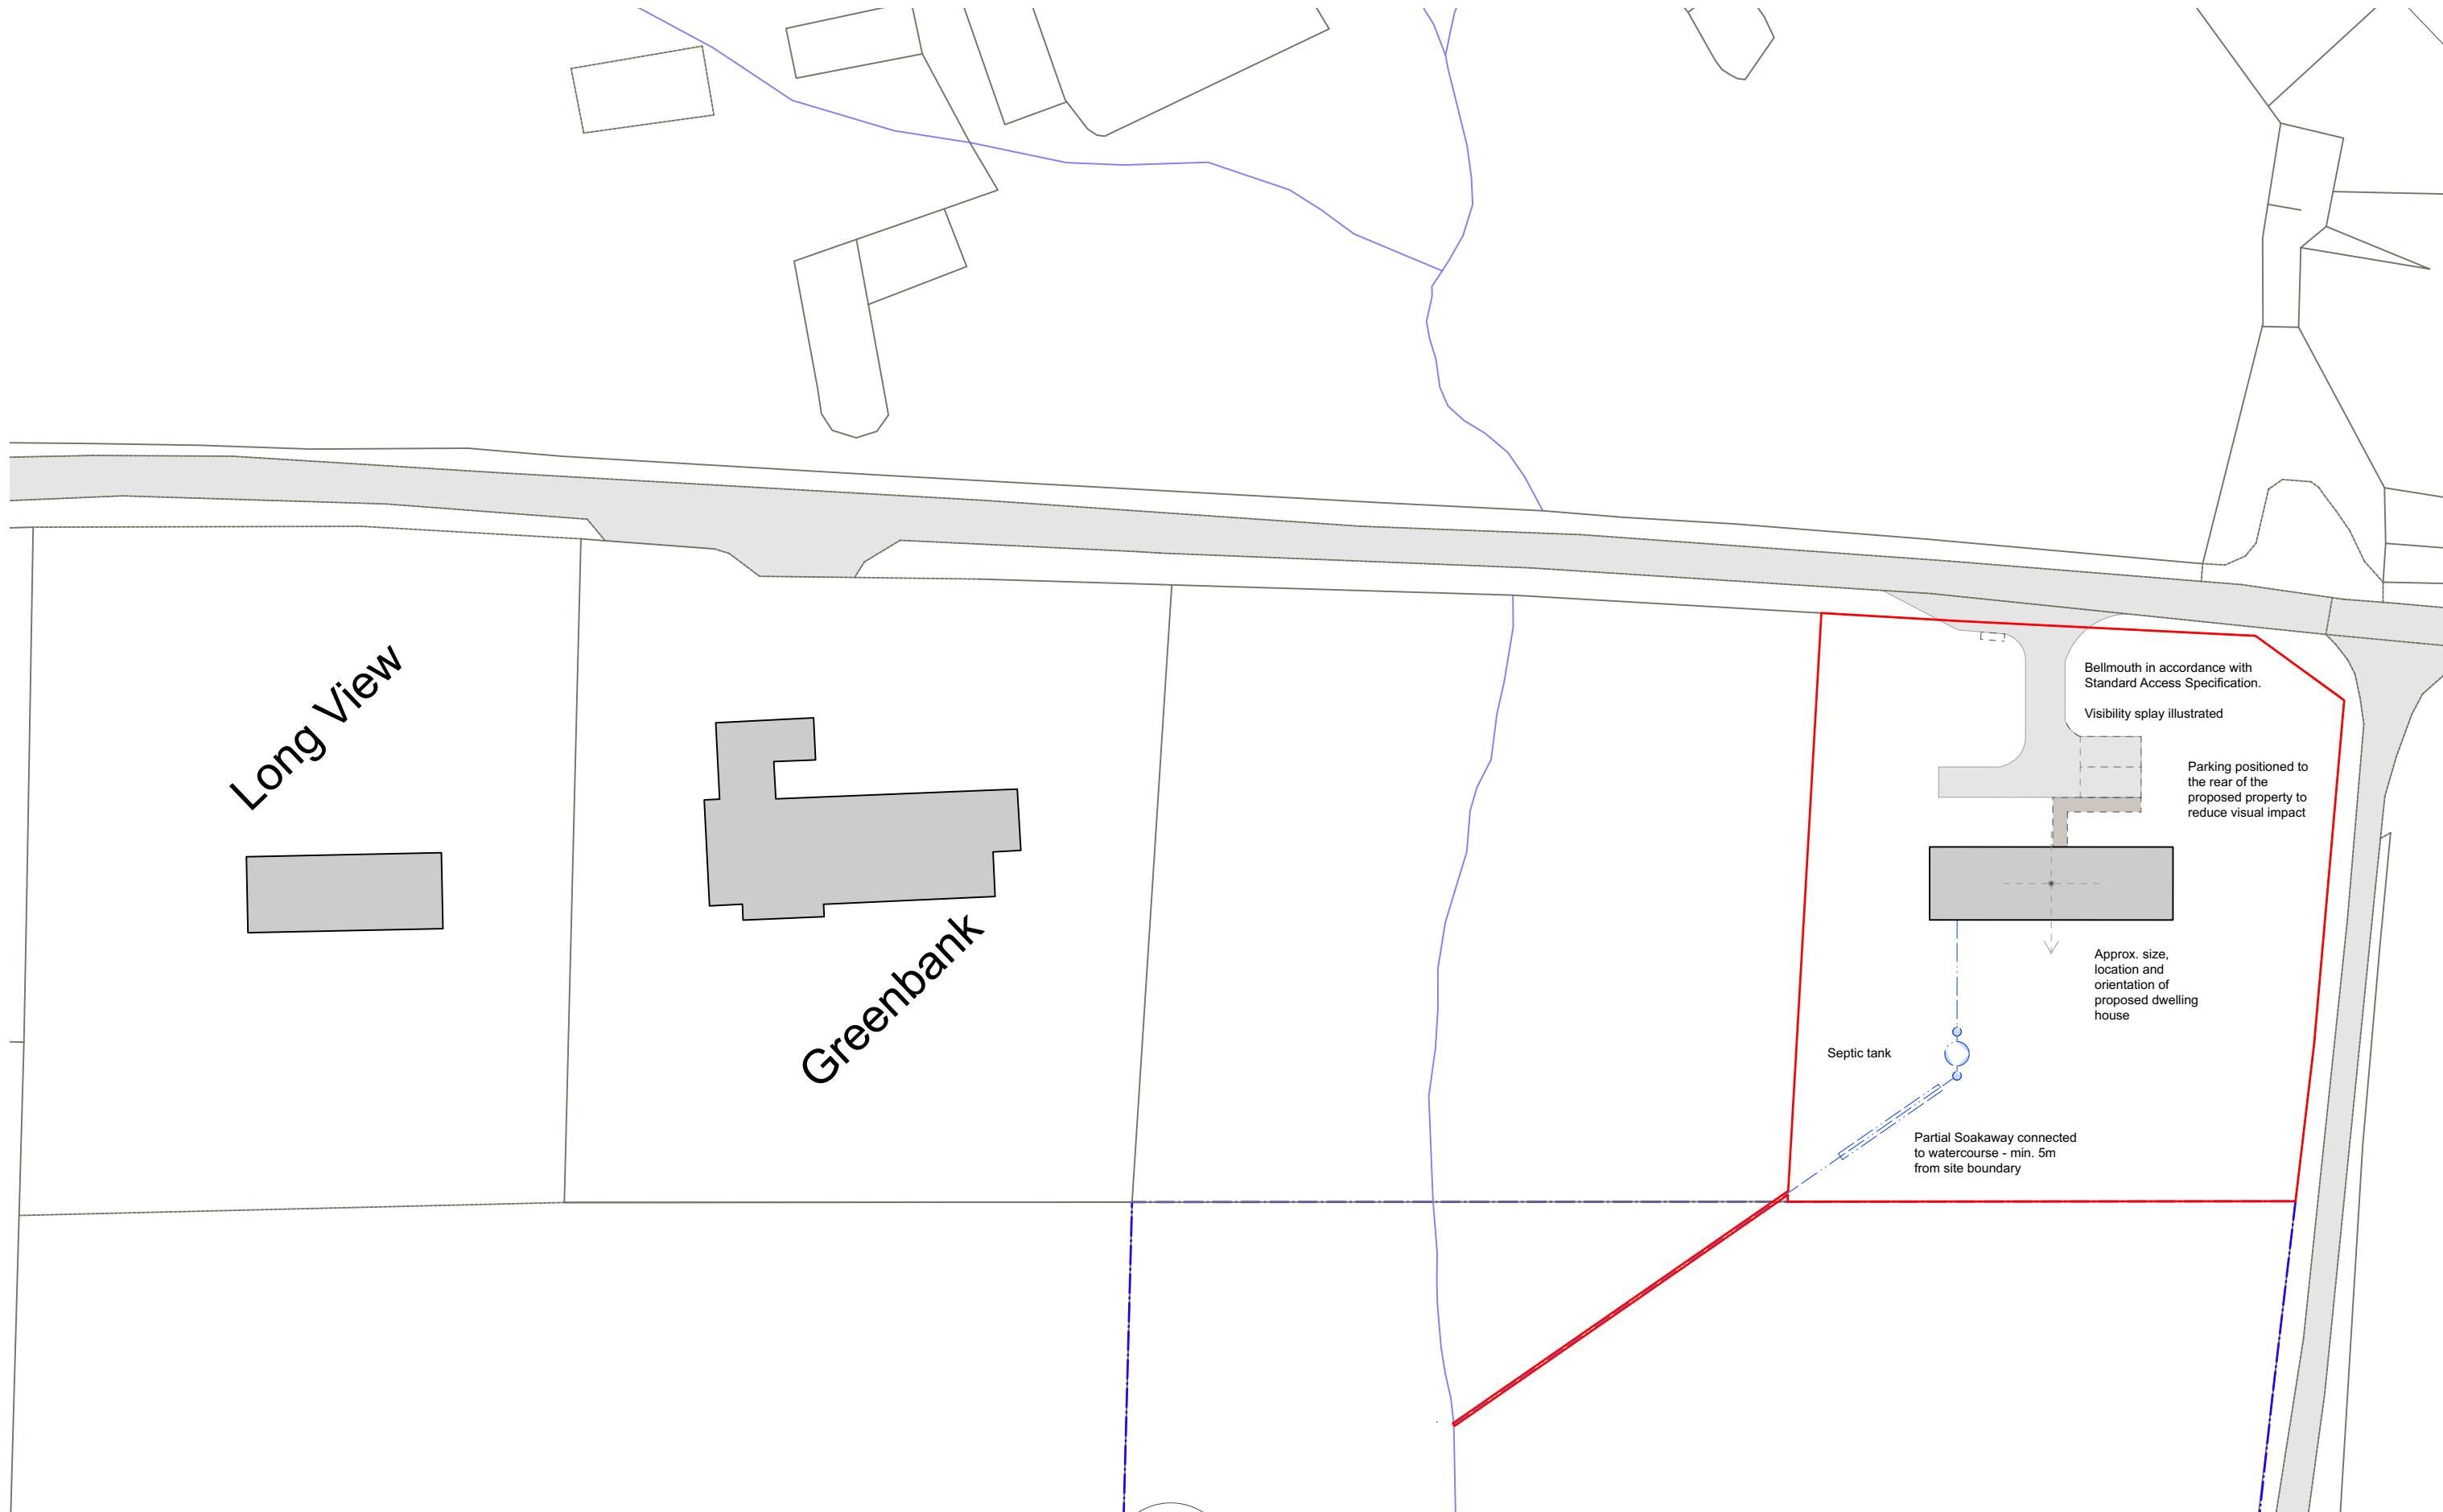 Long View
Greenbank
Bellmouth in accordance with
Standard Access Specification.
Visibility splay illustrated
Parking positioned to
the rear of the
proposed property to
reduce visual impact
Approx. size,
location and
orientation of
proposed dwelling
house
Septic tank
Partial Soakaway connected
to watercourse - min. 5m
from site boundary